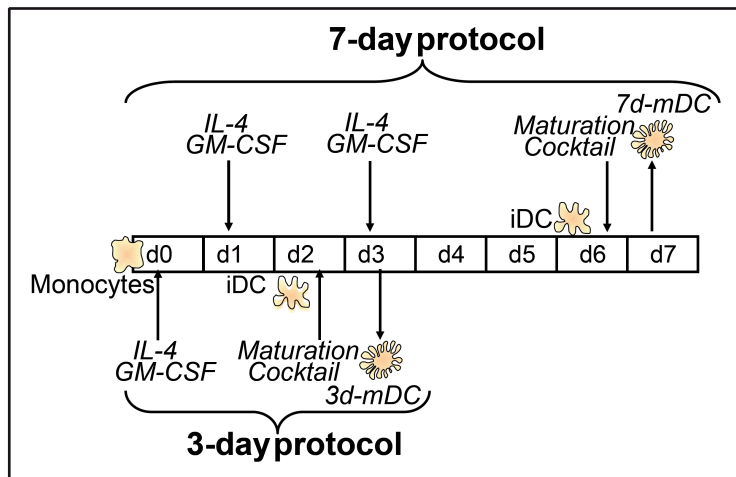 7-day protocol
7d-mDC
IL-4
GM-CSF
IL-4
GM-CSF
Maturation
Cocktail
iDC
d0 d1 d2 d3 d4 d5 d6 d7
Monocytes
iDC
IL-4
GM-CSF
Maturation
Cocktail
3d-mDC
3-day protocol